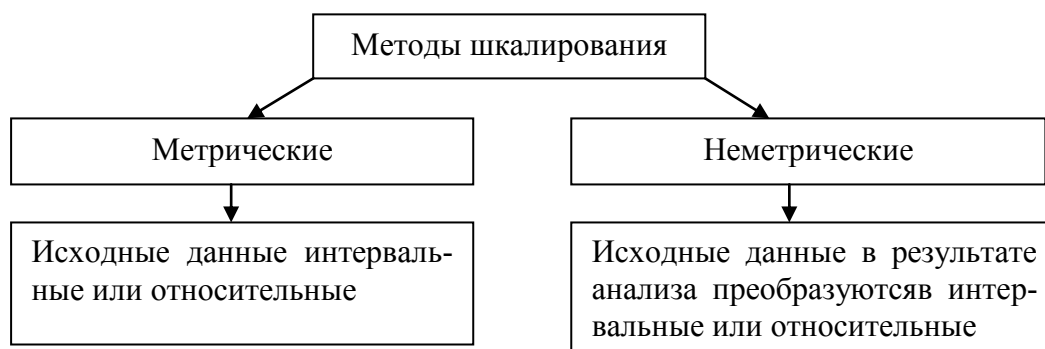 Методы шкалирования
Метрические
Неметрические
Исходные данные интерваль-
ные или относительные
Исходные данные в результате
анализа преобразуютсяв интер-
вальные или относительные